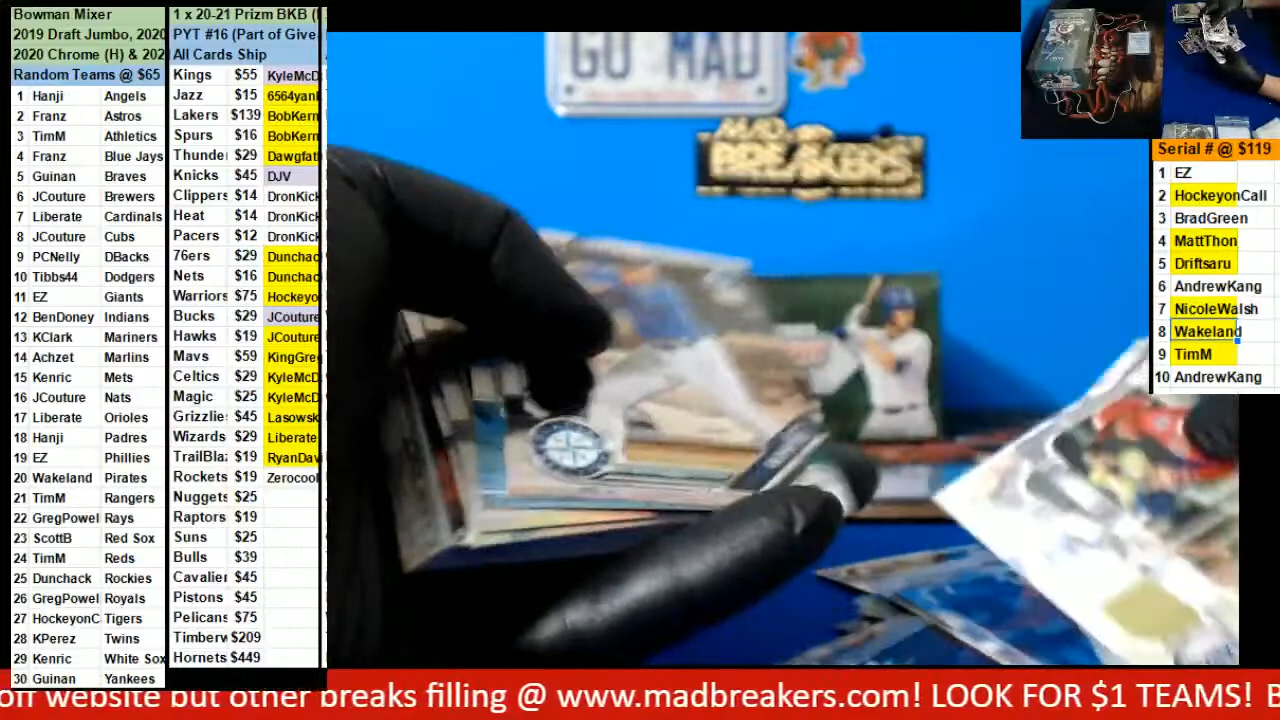 Bowman Mixer
2019 Draft Jumbo, 2020
2020 Chrome (H) & 202
Random Teams @ $65
1 Hanji Angels
2 Franz Astros
3 TimM Athletics
4 Franz Blue Jays
5 Guinan Braves
6 JCouture Brewers
7 Liberate Cardinals
8 JCouture Cubs
9 PCNelly DBacks
10 Tibbs44 Dodgers
11 EZ Giants
12 BenDoney Indians
13 KClark Mariners
14 Achzet Marlins
15 Kenric Mets
16 JCouture Nats
17 Liberate Orioles
18 Hanji Padres
19 EZ Phillies
20 Wakeland Pirates
21 TimM Rangers
22 GregPowel Rays
23 ScottB Red Sox
24 TimM Reds
25 Dunchack Rockies
26 GregPowel Royals
27 HockeyonC Tigers
28 KPerez Twins
29 Kenric White Sox
30 Guinan Yankees
1 x 20-21 Prizm BKB (
PYT #16 (Part of Give
All Cards Ship
Kings $55 KyleMcD
Jazz $15 6564yan
Lakers $139 BobKern
Spurs $16 BobKern
Thunde $29 Dawgfat
Knicks $45 DJV
Clippers $14 DronKick
Heat $14 DronKick
Pacers $12 DronKick
76ers $29 Dunchac
Nets $16 Dunchac
Warriors $75 Hockeyo
Bucks $29 JCouture
Hawks $19 JCouture
Mavs $59 KingGre
Celtics $29 KyleMcD
Magic $25 KyleMcD
Grizzlie $45 Lasowsk
Wizards $29 Liberate
TrailBla $19 RyanDav
Rockets $19 Zerocool
Nuggets $25
Raptors $19
Suns $25
Bulls $39
Cavalier $45
Pistons $45
Pelicans $75
Timberw $209
Hornets $449
GO MAD
MAD
BREAKERS
Serial # @ $119
1 EZ
2 HockeyonCall
3 BradGreen
4 MattThon
5 Driftsaru
6 AndrewKang
7 NicoleWalsh
8 Wakeland
9 TimM
10 AndrewKang
off website but other breaks filling @ www.madbreakers.com! LOOK FOR $1 TEAMS! B